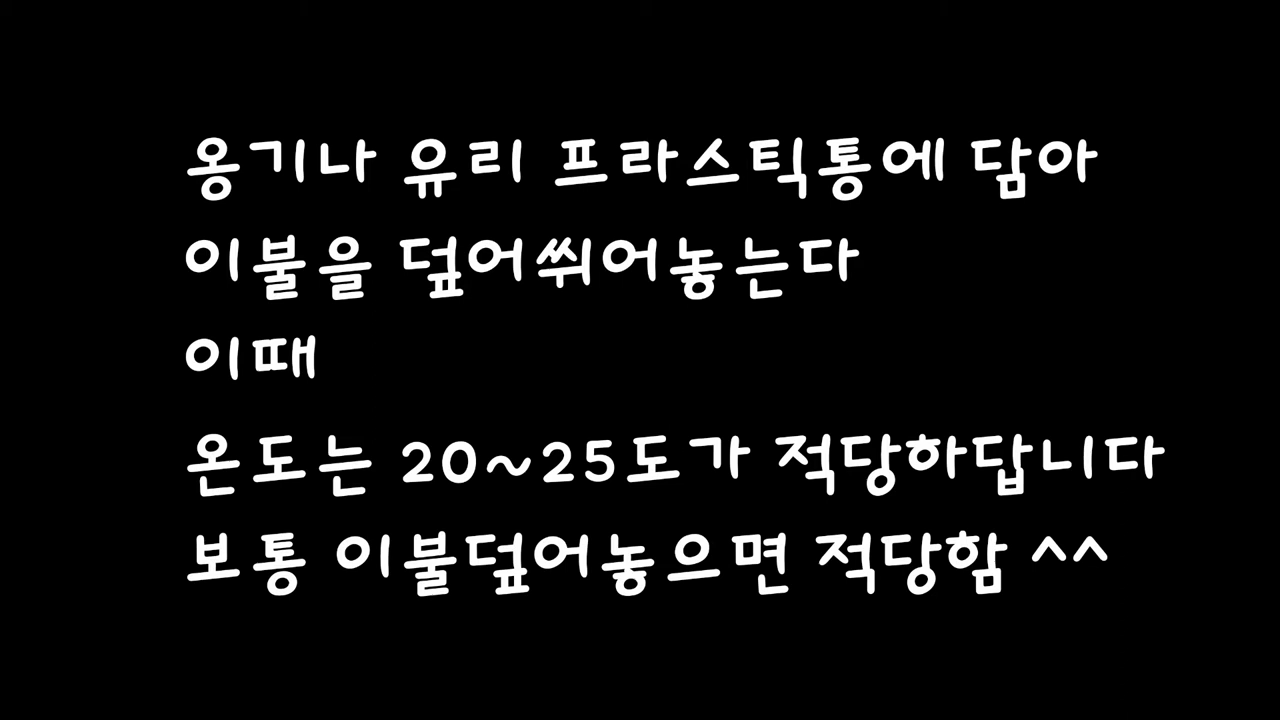 옹기나 유리 프라스틱통에 담아
이불을 덮어쒀어놓는다
이때
온도는 20~25도가 적당하답니다
보통 이불덮어놓으면 적당함 ^^